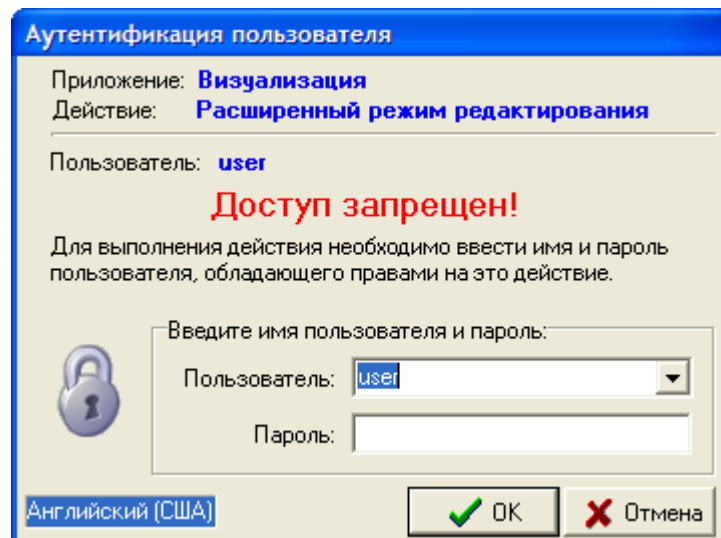 Аутентификация пользователя
Приложение: Визуализация
Действие: Расширенный режим редактирования
Пользователь: user
Доступ запрещен!
Для выполнения действия необходимо ввести имя и пароль
пользователя, обладающего правами на это действие.
Введите имя пользователя и пароль:
Пользователь: user
Пароль:
Английский (США)
OK
Отмена